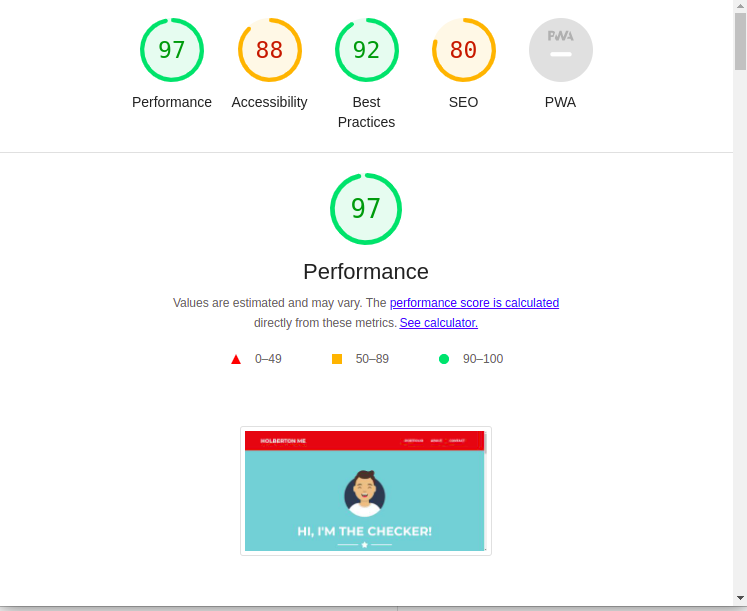 97 88 92 80 PWA
Performance Accessibility Best Practices SEO PWA
97
Performance
Values are estimated and may vary. The performance score is calculated
directly from these metrics. See calculator.
0–49 50–89 90–100
HOLBERTON ME PORTFOLIO ABOUT CONTACT
HI, I'M THE CHECKER!